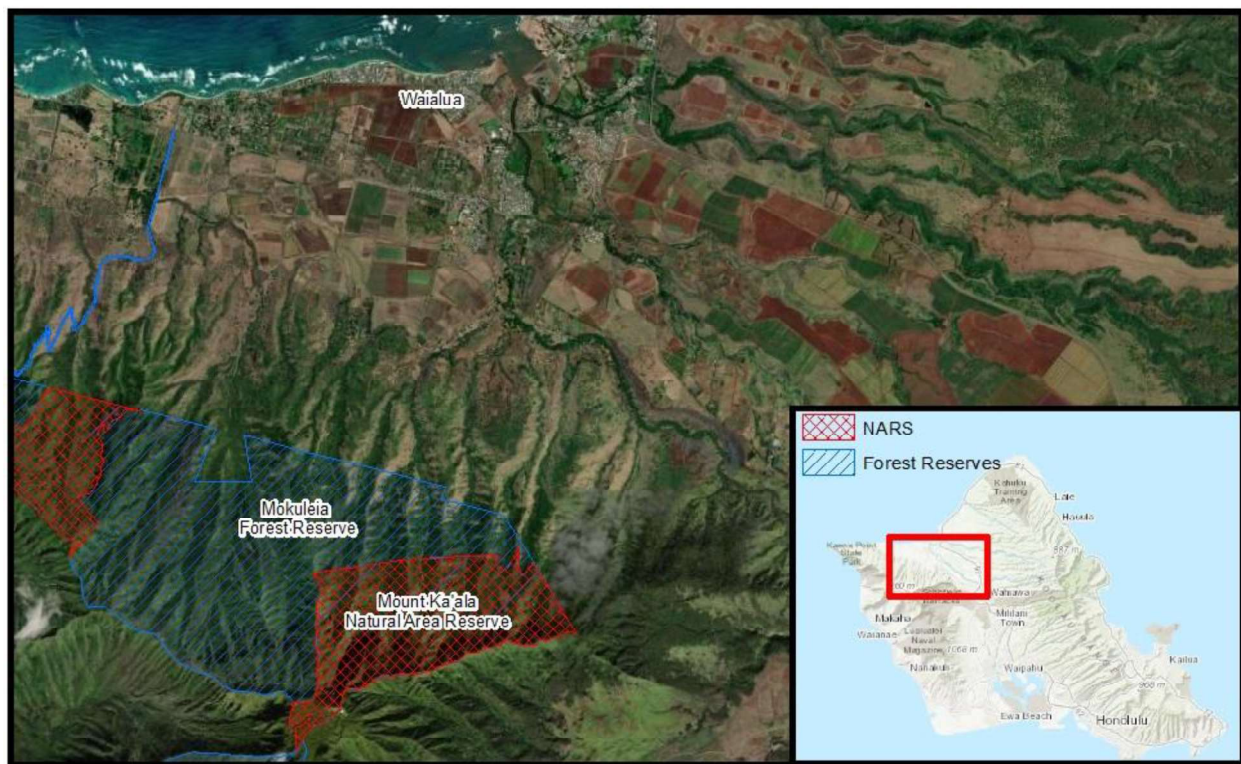 Waialua
Mokuleia
Forest Reserve
Mount Ka'ala
Natural Area Reserve
NARS
Forest Reserves
Kahuku
Training
Area
Laie
Hauula
Kaena Point
State
Park
Makaha
Waianae
Lualualei
Naval
Magazine
Nanakuli
Mililani
Town
Waipahu
Ewa Beach
Honolulu
Kailua